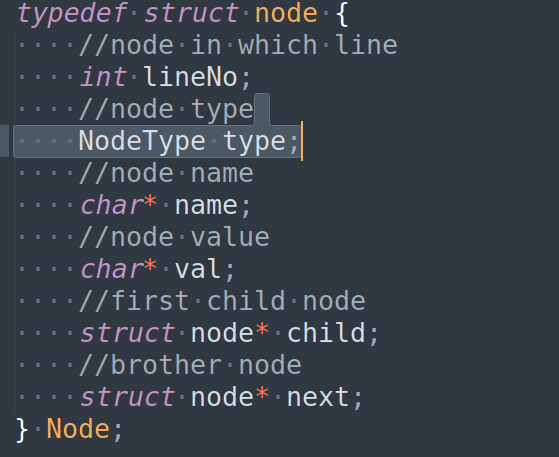 typedef struct node {
    //node in which line
    int lineNo;
    //node type
    NodeType type;
    //node name
    char* name;
    //node value
    char* val;
    //first child node
    struct node* child;
    //brother node
    struct node* next;
} Node;